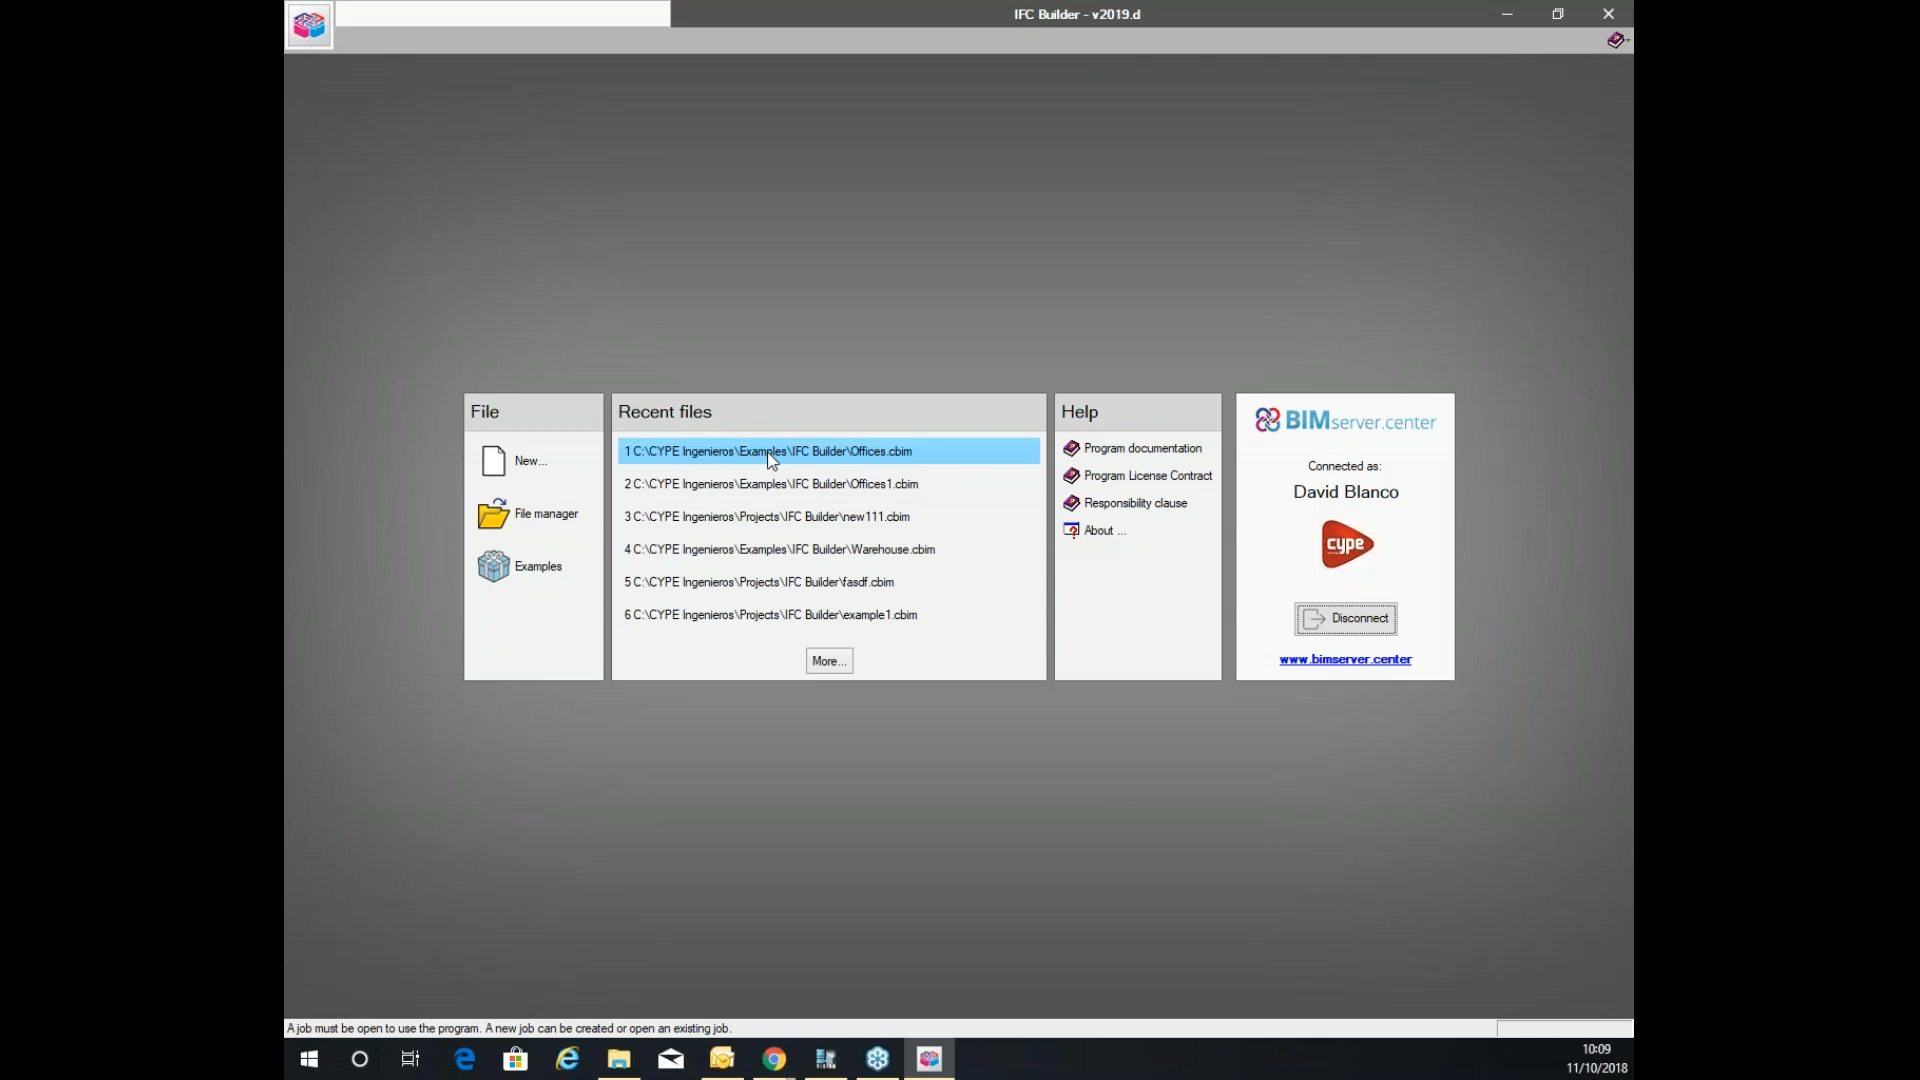 IFC Builder - v2019.d
File
New...
File manager
Examples
Recent files
1 C:\CYPE Ingenieros\Examples\IFC Builder\Offices.cbim
2 C:\CYPE Ingenieros\Examples\IFC Builder\Offices1.cbim
3 C:\CYPE Ingenieros\Projects\IFC Builder\new111.cbim
4 C:\CYPE Ingenieros\Examples\IFC Builder\Warehouse.cbim
5 C:\CYPE Ingenieros\Projects\IFC Builder\fasdf.cbim
6 C:\CYPE Ingenieros\Projects\IFC Builder\example1.cbim
More...
Help
Program documentation
Program License Contract
Responsibility clause
About ...
BIMserver.center
Connected as:
David Blanco
cype
Disconnect
www.bimserver.center
A job must be open to use the program. A new job can be created or open an existing job.
10:09
11/10/2018